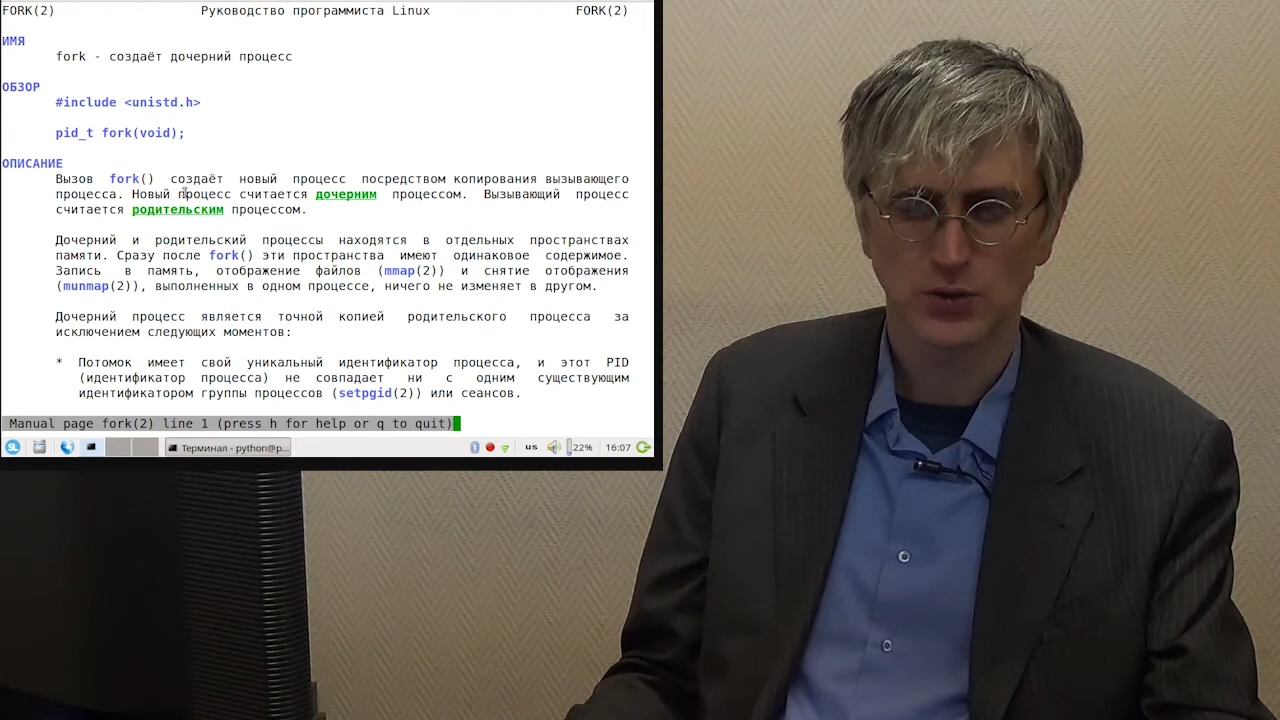 FORK(2) Руководство программиста Linux FORK(2)
ИМЯ
fork - создаёт дочерний процесс
ОБЗОР
#include <unistd.h>
pid_t fork(void);
ОПИСАНИЕ
Вызов fork() создаёт новый процесс посредством копирования вызывающего
процесса. Новый процесс считается дочерним процессом. Вызывающий процесс
считается родительским процессом.
Дочерний и родительский процессы находятся в отдельных пространствах
памяти. Сразу после fork() эти пространства имеют одинаковое содержимое.
Запись в память, отображение файлов (mmap(2)) и снятие отображения
(munmap(2)), выполненных в одном процессе, ничего не изменяет в другом.
Дочерний процесс является точной копией родительского процесса за
исключением следующих моментов:
* Потомок имеет свой уникальный идентификатор процесса, и этот PID
(идентификатор процесса) не совпадает ни с одним существующим
идентификатором группы процессов (setpgid(2)) или сеансов.
Manual page fork(2) line 1 (press h for help or q to quit)
SL Терминал - python@p... us 22% 16:07